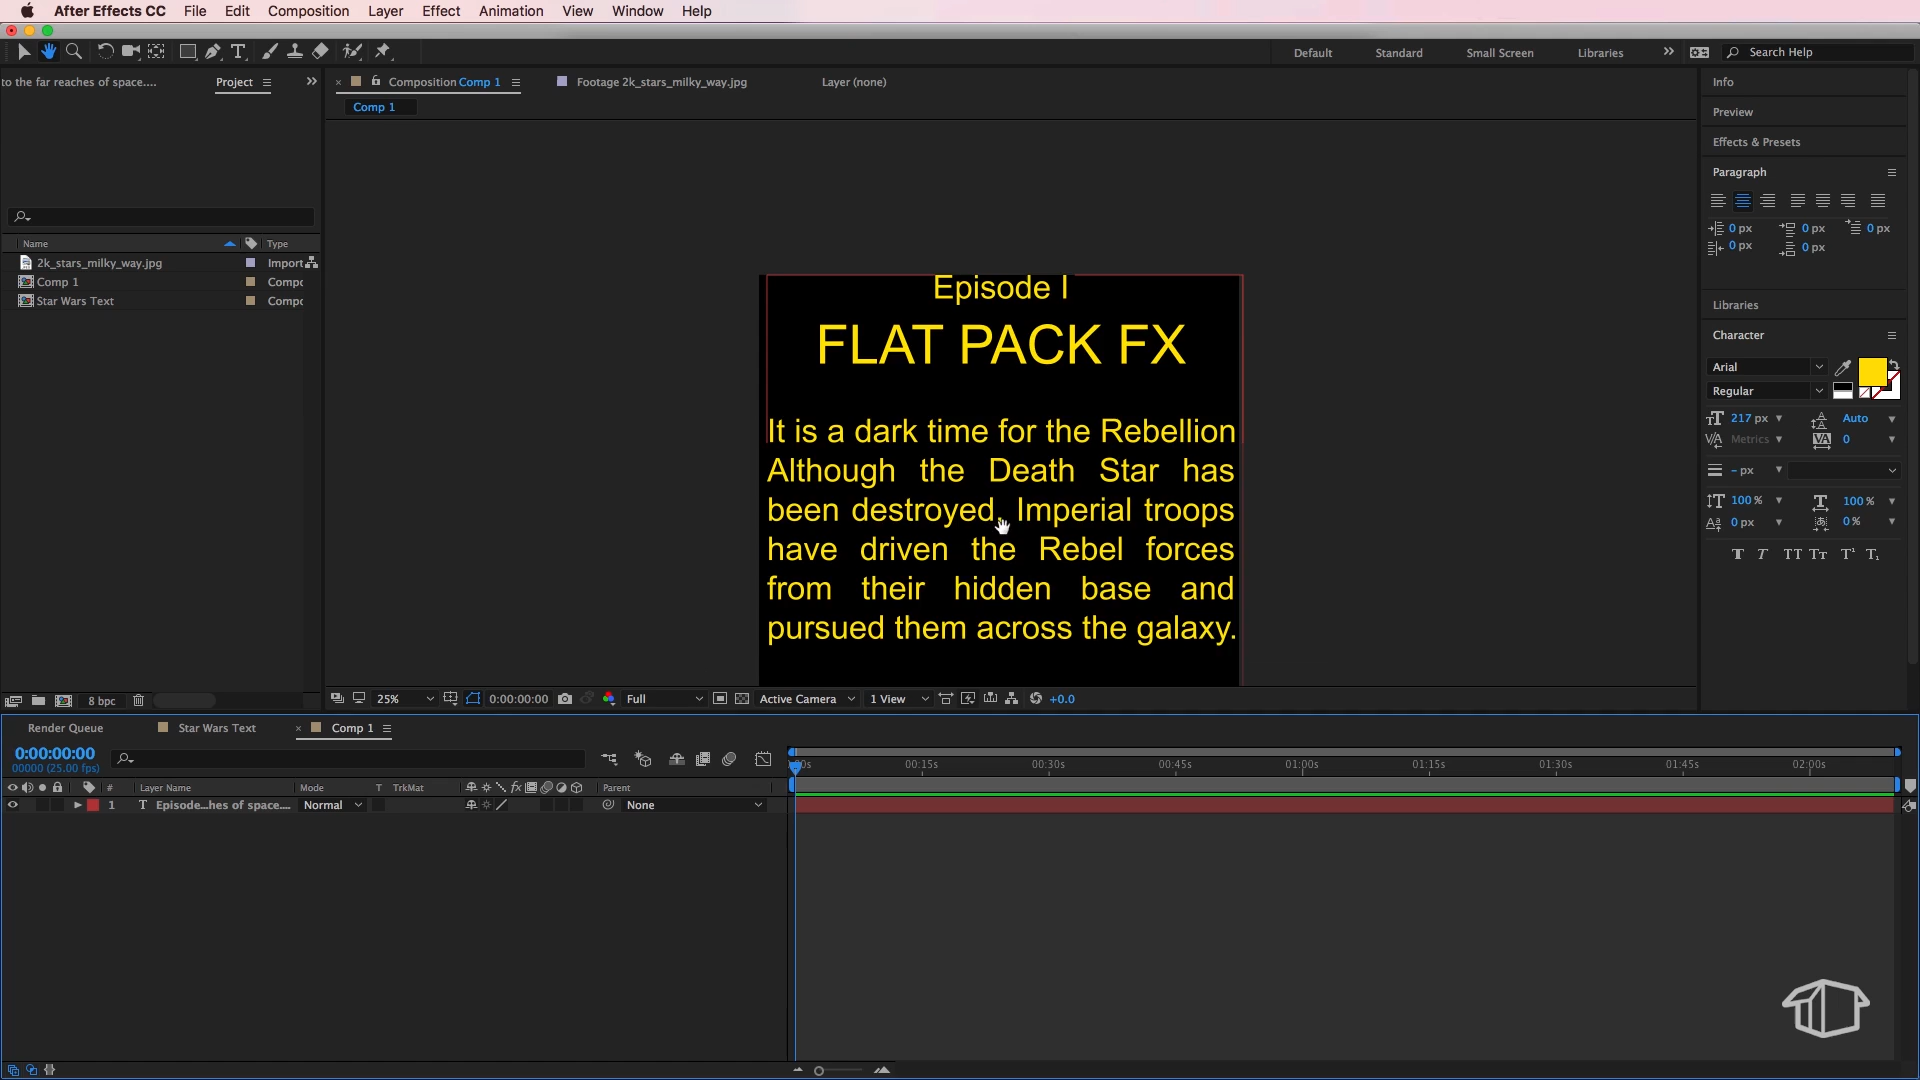 After Effects CC File Edit Composition Layer Effect Animation View Window Help
Default Standard Small Screen Libraries Search Help
to the far reaches of space.... Project Composition Comp 1 Footage 2k_stars_milky_way.jpg Layer (none) Info
Comp 1
Preview
Effects & Presets
Paragraph
0 px 0 px 0 px
0 px 0 px
Name Type
2k_stars_milky_way.jpg Import
Comp 1 Compc
Star Wars Text Compc
Episode I
FLAT PACK FX
It is a dark time for the Rebellion
Although the Death Star has
been destroyed, Imperial troops
have driven the Rebel forces
from their hidden base and
pursued them across the galaxy.
Libraries
Character
Arial
Regular
217 px Auto
Metrics 0
- px
100 % 100 %
0 px 0 %
T T TT Tт T¹ T₁
8 bpc 25% 0:00:00:00 Full Active Camera 1 View +0.0
Render Queue Star Wars Text Comp 1
0:00:00:00
00000 (25.00 fps)
00:15s 00:30s 00:45s 01:00s 01:15s 01:30s 01:45s 02:00s
# Layer Name Mode T TrkMat Parent
1 T Episode...hes of space.... Normal None